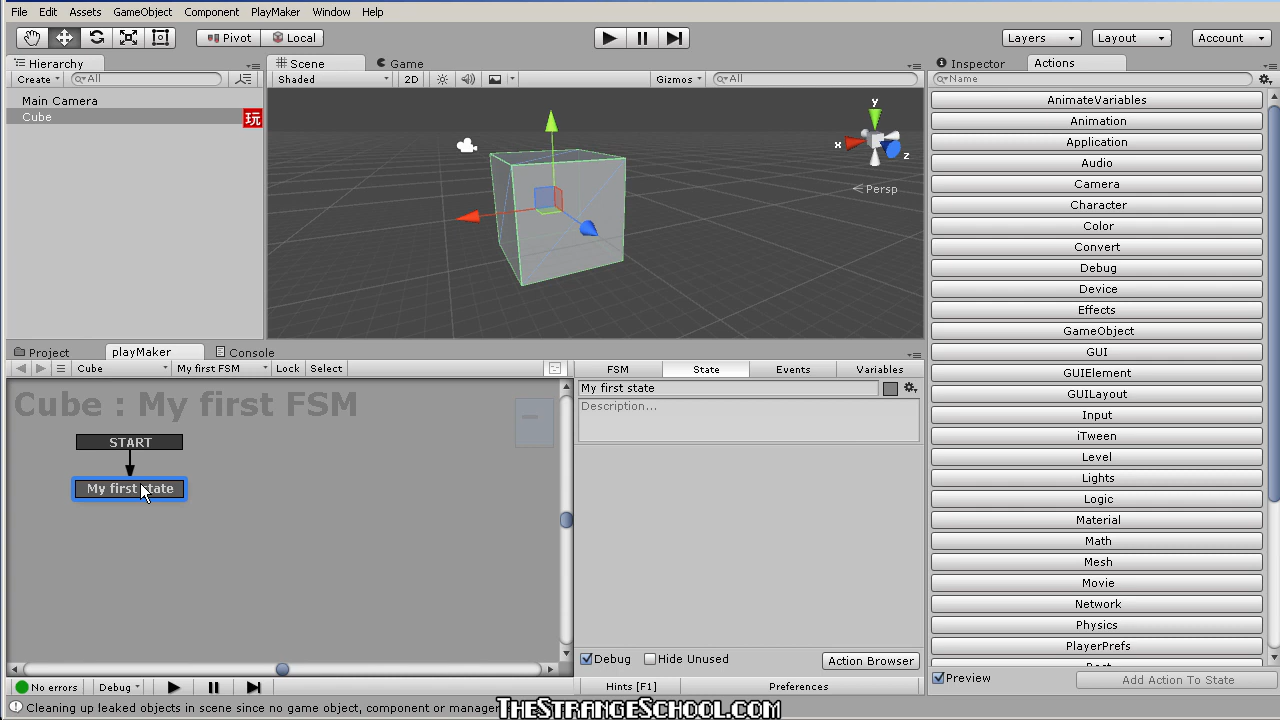 File Edit Assets GameObject Component PlayMaker Window Help
Pivot Local Layers Layout Account
Hierarchy
Create All
Main Camera
Cube 玩
Scene Game
Shaded 2D Gizmos All
y
x
z
Persp
Inspector Actions
Name
AnimateVariables
Animation
Application
Audio
Camera
Character
Color
Convert
Debug
Device
Effects
GameObject
GUI
GUIElement
GUILayout
Input
iTween
Level
Lights
Logic
Material
Math
Mesh
Movie
Network
Physics
PlayerPrefs
Preview Add Action To State
Project playMaker Console
Cube My first FSM Lock Select
Cube : My first FSM
START
My first state
FSM State Events Variables
My first state
Description...
Debug Hide Unused Action Browser
No errors Debug
Hints [F1] Preferences
Cleaning up leaked objects in scene since no game object, component or manager
TheStrangeSchool.com